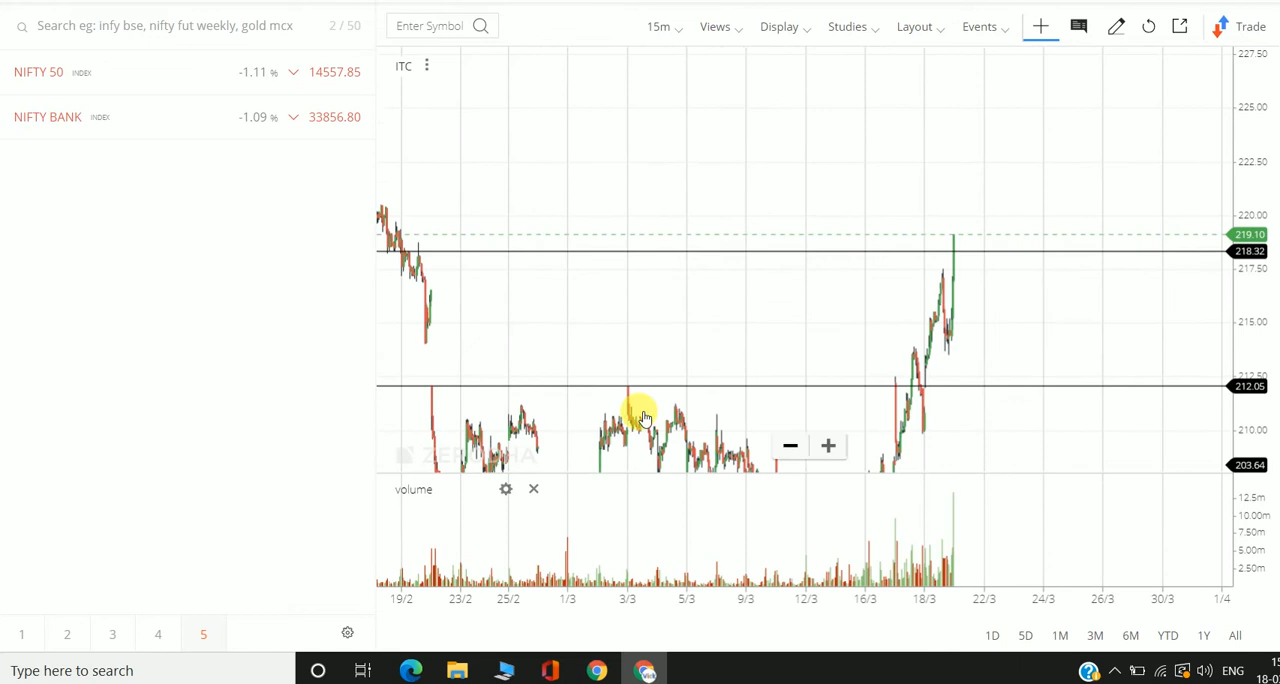 Search eg: infy bse, nifty fut weekly, gold mcx 2 / 50
Enter Symbol 15m Views Display Studies Layout Events Trade
NIFTY 50 INDEX -1.11 % 14557.85
NIFTY BANK INDEX -1.09 % 33856.80
ITC
227.50
225.00
222.50
220.00
219.10
218.32
217.50
215.00
212.50
212.05
210.00
203.64
ZERODHA
volume
12.5m
10.00m
7.50m
5.00m
2.50m
19/2 23/2 25/2 1/3 3/3 5/3 9/3 12/3 16/3 18/3 22/3 24/3 26/3 30/3 1/4
1 2 3 4 5
1D 5D 1M 3M 6M YTD 1Y All
Type here to search
ENG